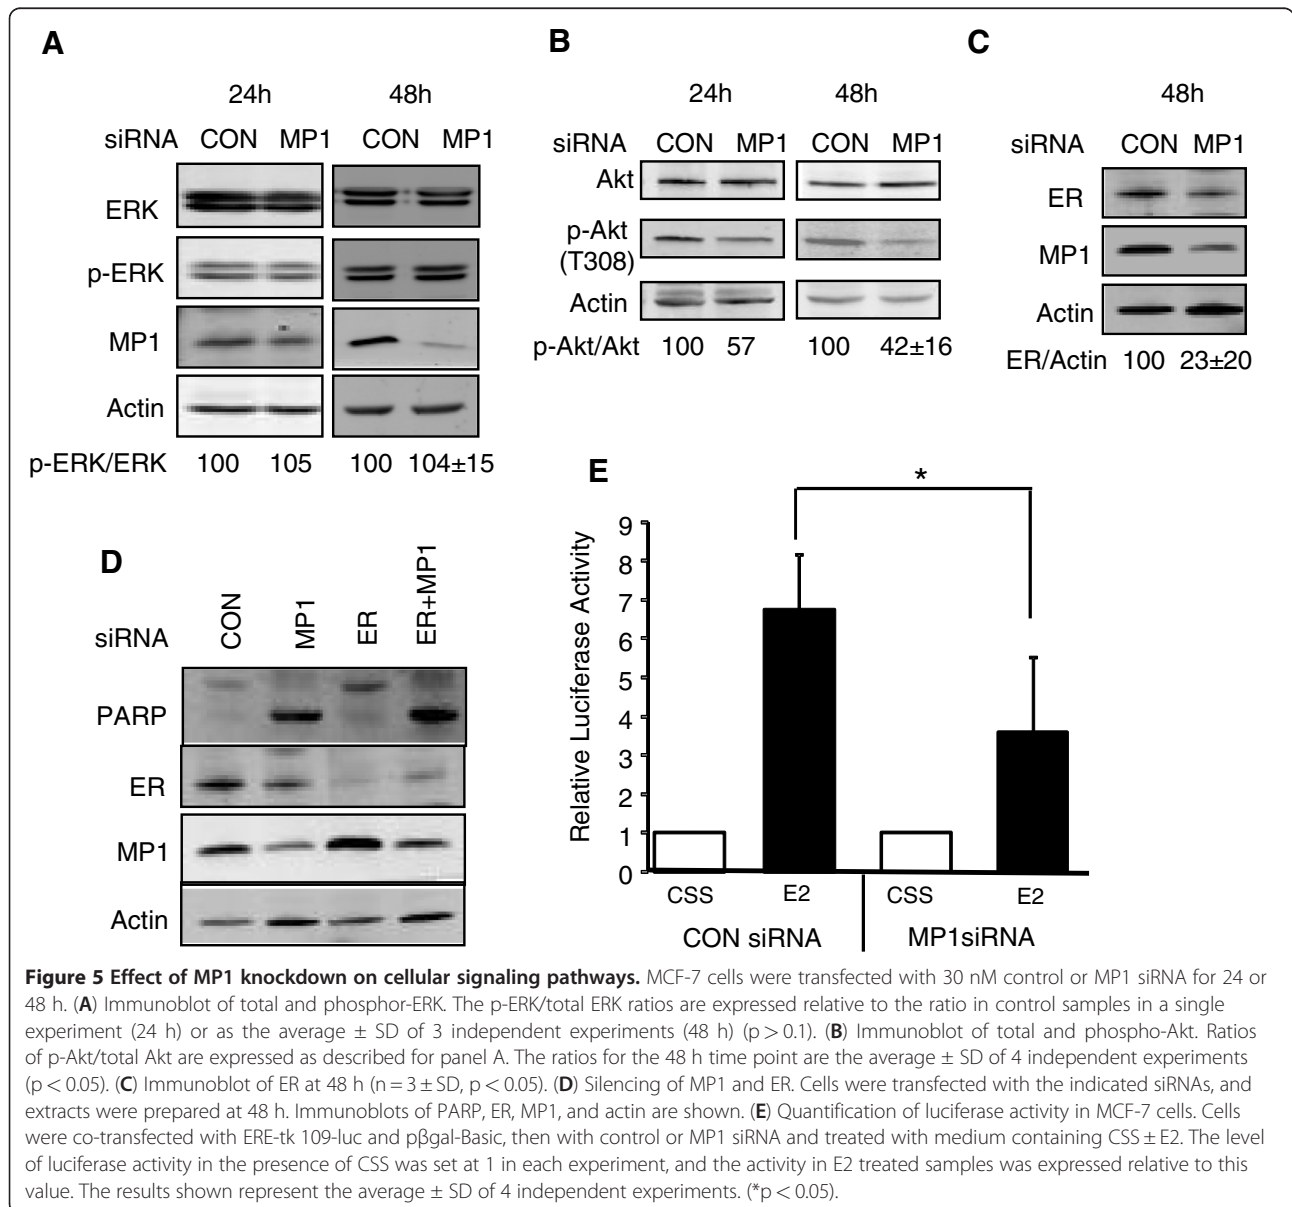 A
24h 48h
siRNA CON MP1 CON MP1
ERK
p-ERK
MP1
Actin
p-ERK/ERK 100 105 100 104±15
B
24h 48h
siRNA CON MP1 CON MP1
Akt
p-Akt
(T308)
Actin
p-Akt/Akt 100 57 100 42±16
C
48h
siRNA CON MP1
ER
MP1
Actin
ER/Actin 100 23±20
D
siRNA CON MP1 ER ER+MP1
PARP
ER
MP1
Actin
E
*
Relative Luciferase Activity
9
8
7
6
5
4
3
2
1
0
CSS E2 CSS E2
CON siRNA MP1siRNA
Figure 5 Effect of MP1 knockdown on cellular signaling pathways. MCF-7 cells were transfected with 30 nM control or MP1 siRNA for 24 or
48 h. (A) Immunoblot of total and phosphor-ERK. The p-ERK/total ERK ratios are expressed relative to the ratio in control samples in a single
experiment (24 h) or as the average ± SD of 3 independent experiments (48 h) (p > 0.1). (B) Immunoblot of total and phospho-Akt. Ratios
of p-Akt/total Akt are expressed as described for panel A. The ratios for the 48 h time point are the average ± SD of 4 independent experiments
(p < 0.05). (C) Immunoblot of ER at 48 h (n = 3 ± SD, p < 0.05). (D) Silencing of MP1 and ER. Cells were transfected with the indicated siRNAs, and
extracts were prepared at 48 h. Immunoblots of PARP, ER, MP1, and actin are shown. (E) Quantification of luciferase activity in MCF-7 cells. Cells
were co-transfected with ERE-tk 109-luc and pβgal-Basic, then with control or MP1 siRNA and treated with medium containing CSS ± E2. The level
of luciferase activity in the presence of CSS was set at 1 in each experiment, and the activity in E2 treated samples was expressed relative to this
value. The results shown represent the average ± SD of 4 independent experiments. (*p < 0.05).